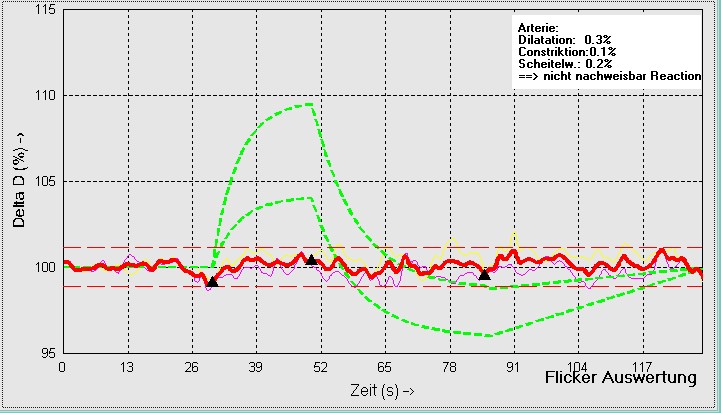 115
110
105
100
95
Delta D (%) ->
Arterie:
Dilatation: 0.3%
Constriktion:0.1%
Scheitelw.: 0.2%
==> nicht nachweisbar Reaction
0 13 26 39 52 65 78 91 104 117
Zeit (s) ->
Flicker Auswertung